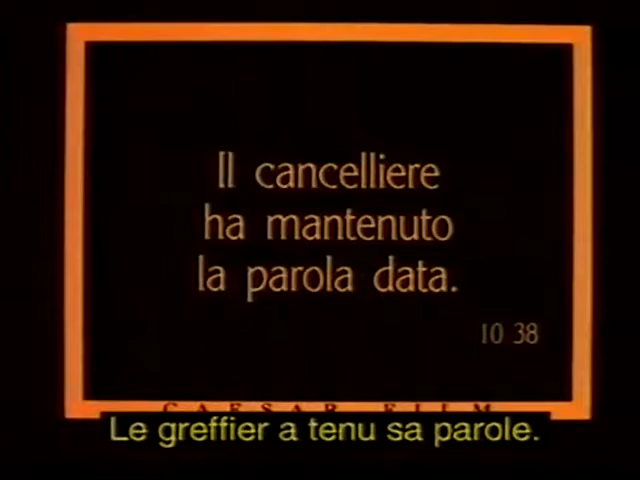 Il cancelliere
ha mantenuto
la parola data.
10 38
CAESAR FILM
Le greffier a tenu sa parole.